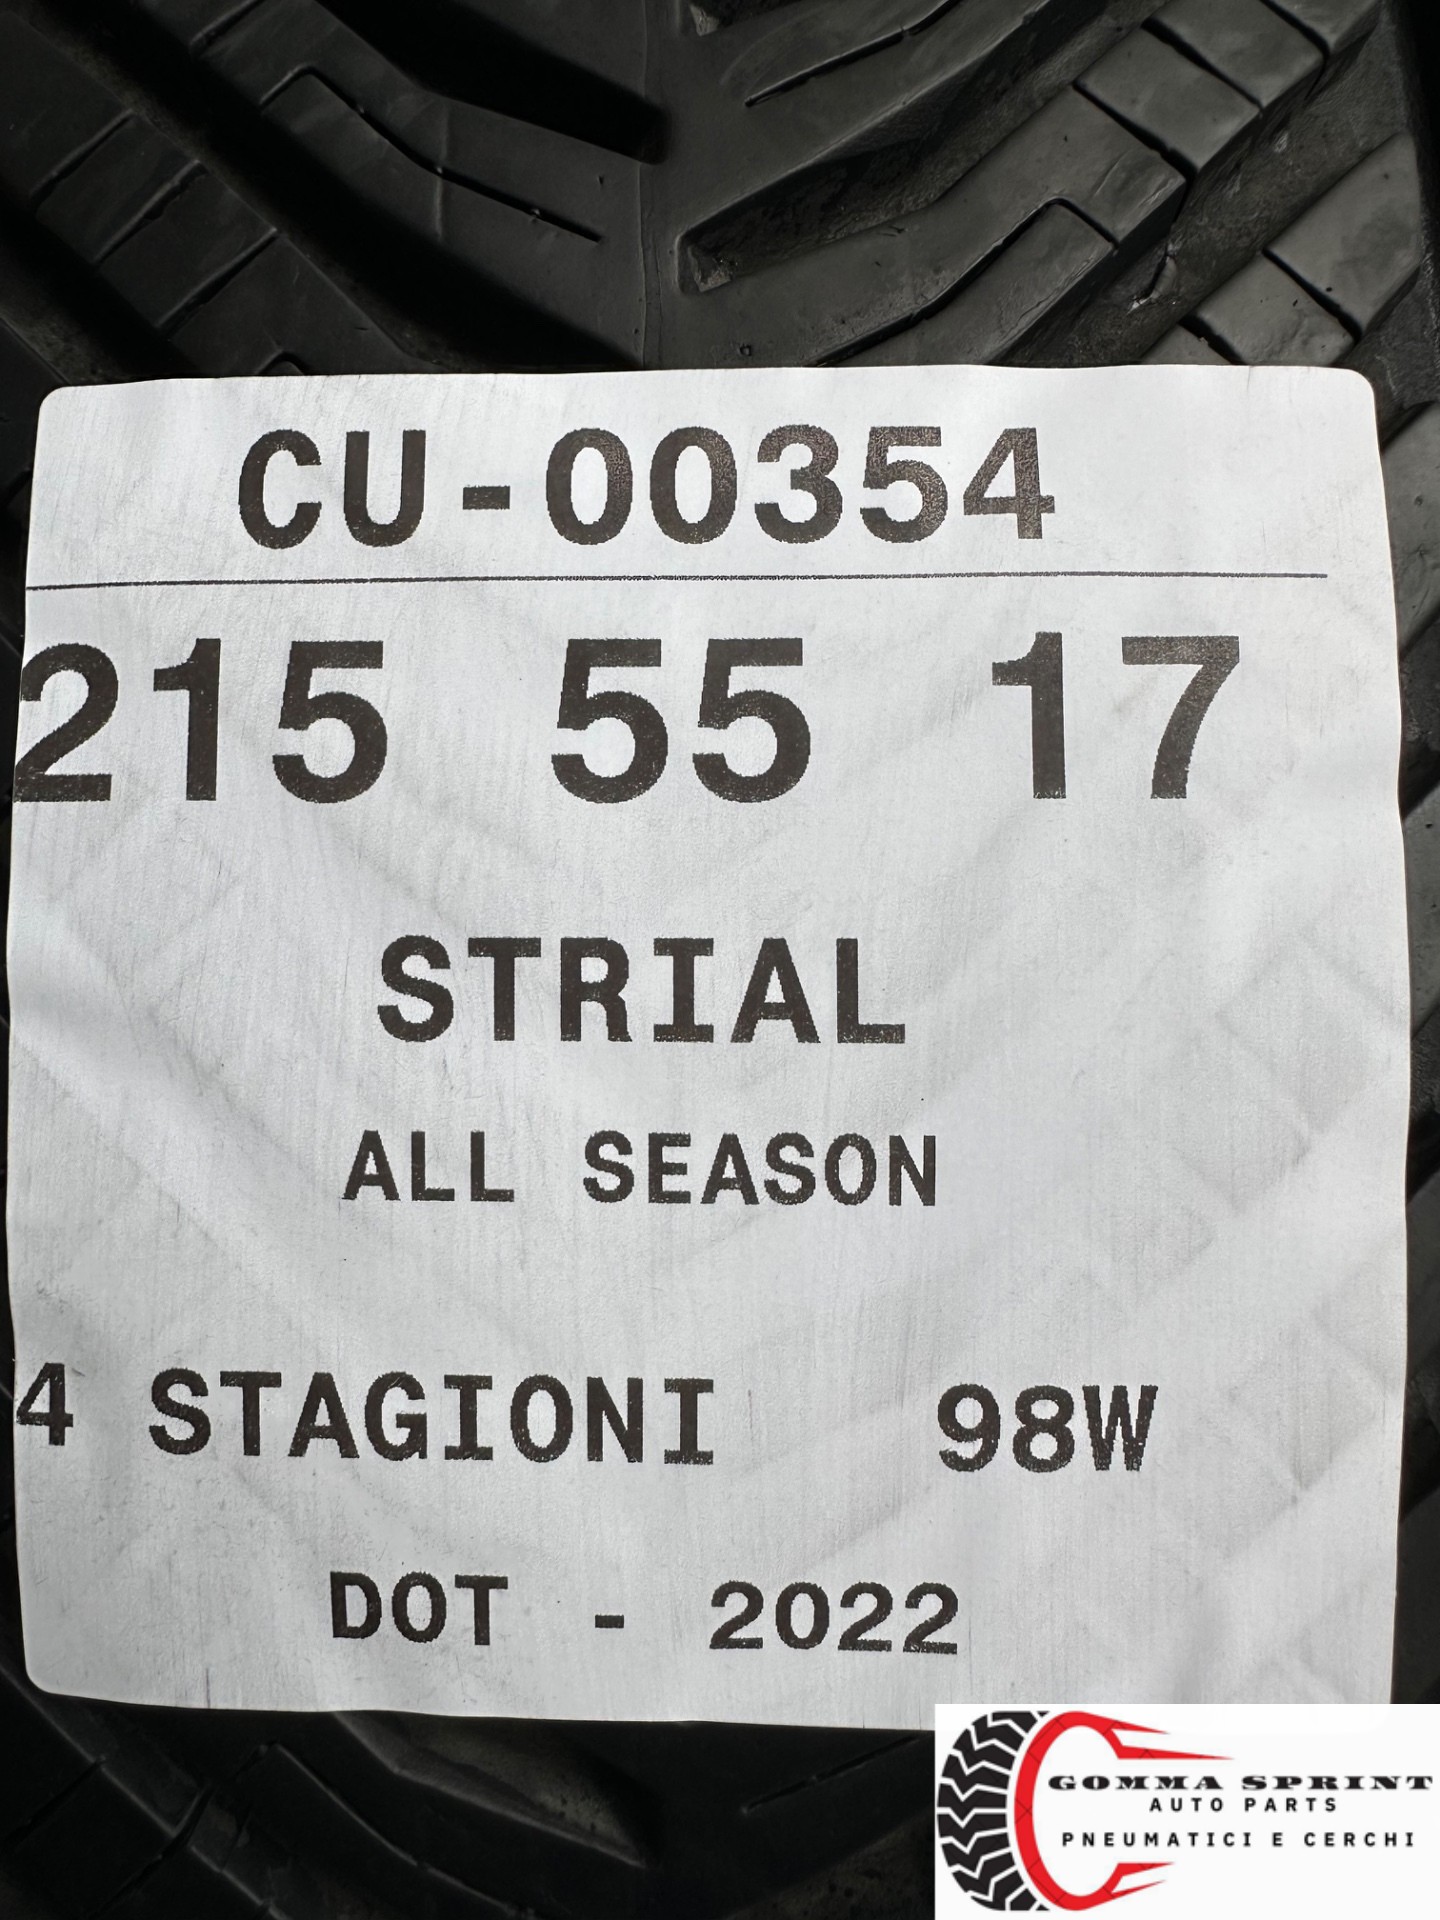 CU-00354
215 55 17
STRIAL
ALL SEASON
4 STAGIONI 98W
DOT - 2022
GOMMA SPRINT
AUTO PARTS
PNEUMATICI E CERCHI